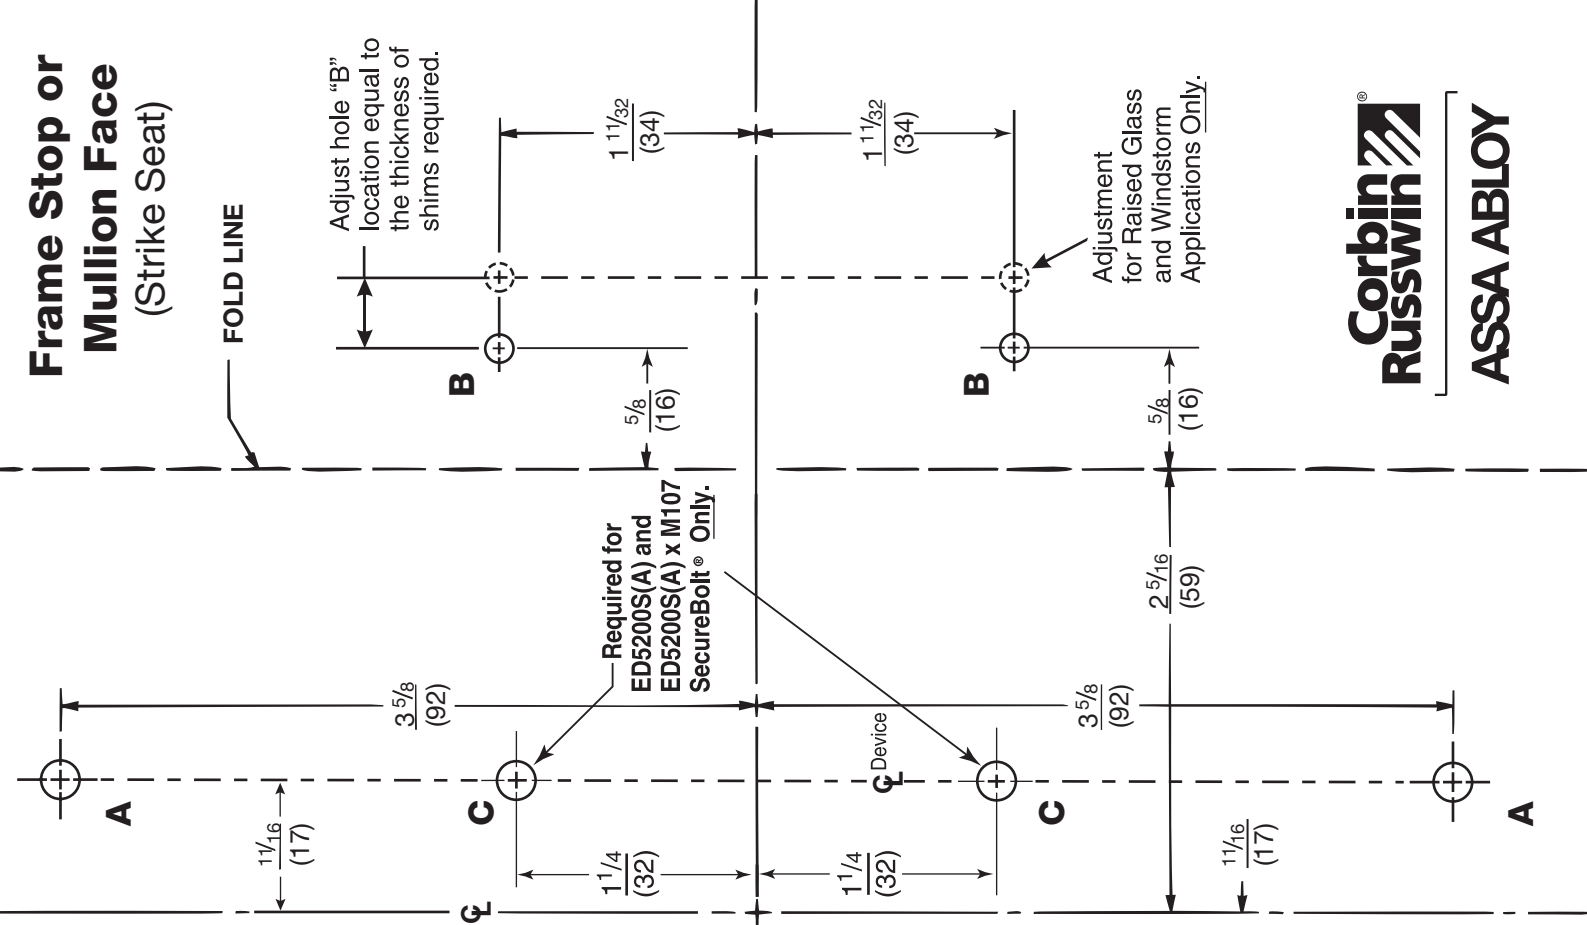 Frame Stop or
Mullion Face
(Strike Seat)
FOLD LINE
Adjust hole “B”
location equal to
the thickness of
shims required.
1 11/32
(34)
1 11/32
(34)
Adjustment
for Raised Glass
and Windstorm
Applications Only.
B
B
5/8
(16)
5/8
(16)
Corbin
Russwin®
ASSA ABLOY
Required for
ED5200S(A) and
ED5200S(A) x M107
SecureBolt® Only.
2 5/16
(59)
3 5/8
(92)
3 5/8
(92)
A
C
CL Device
C
A
11/16
(17)
1 1/4
(32)
1 1/4
(32)
11/16
(17)
CL